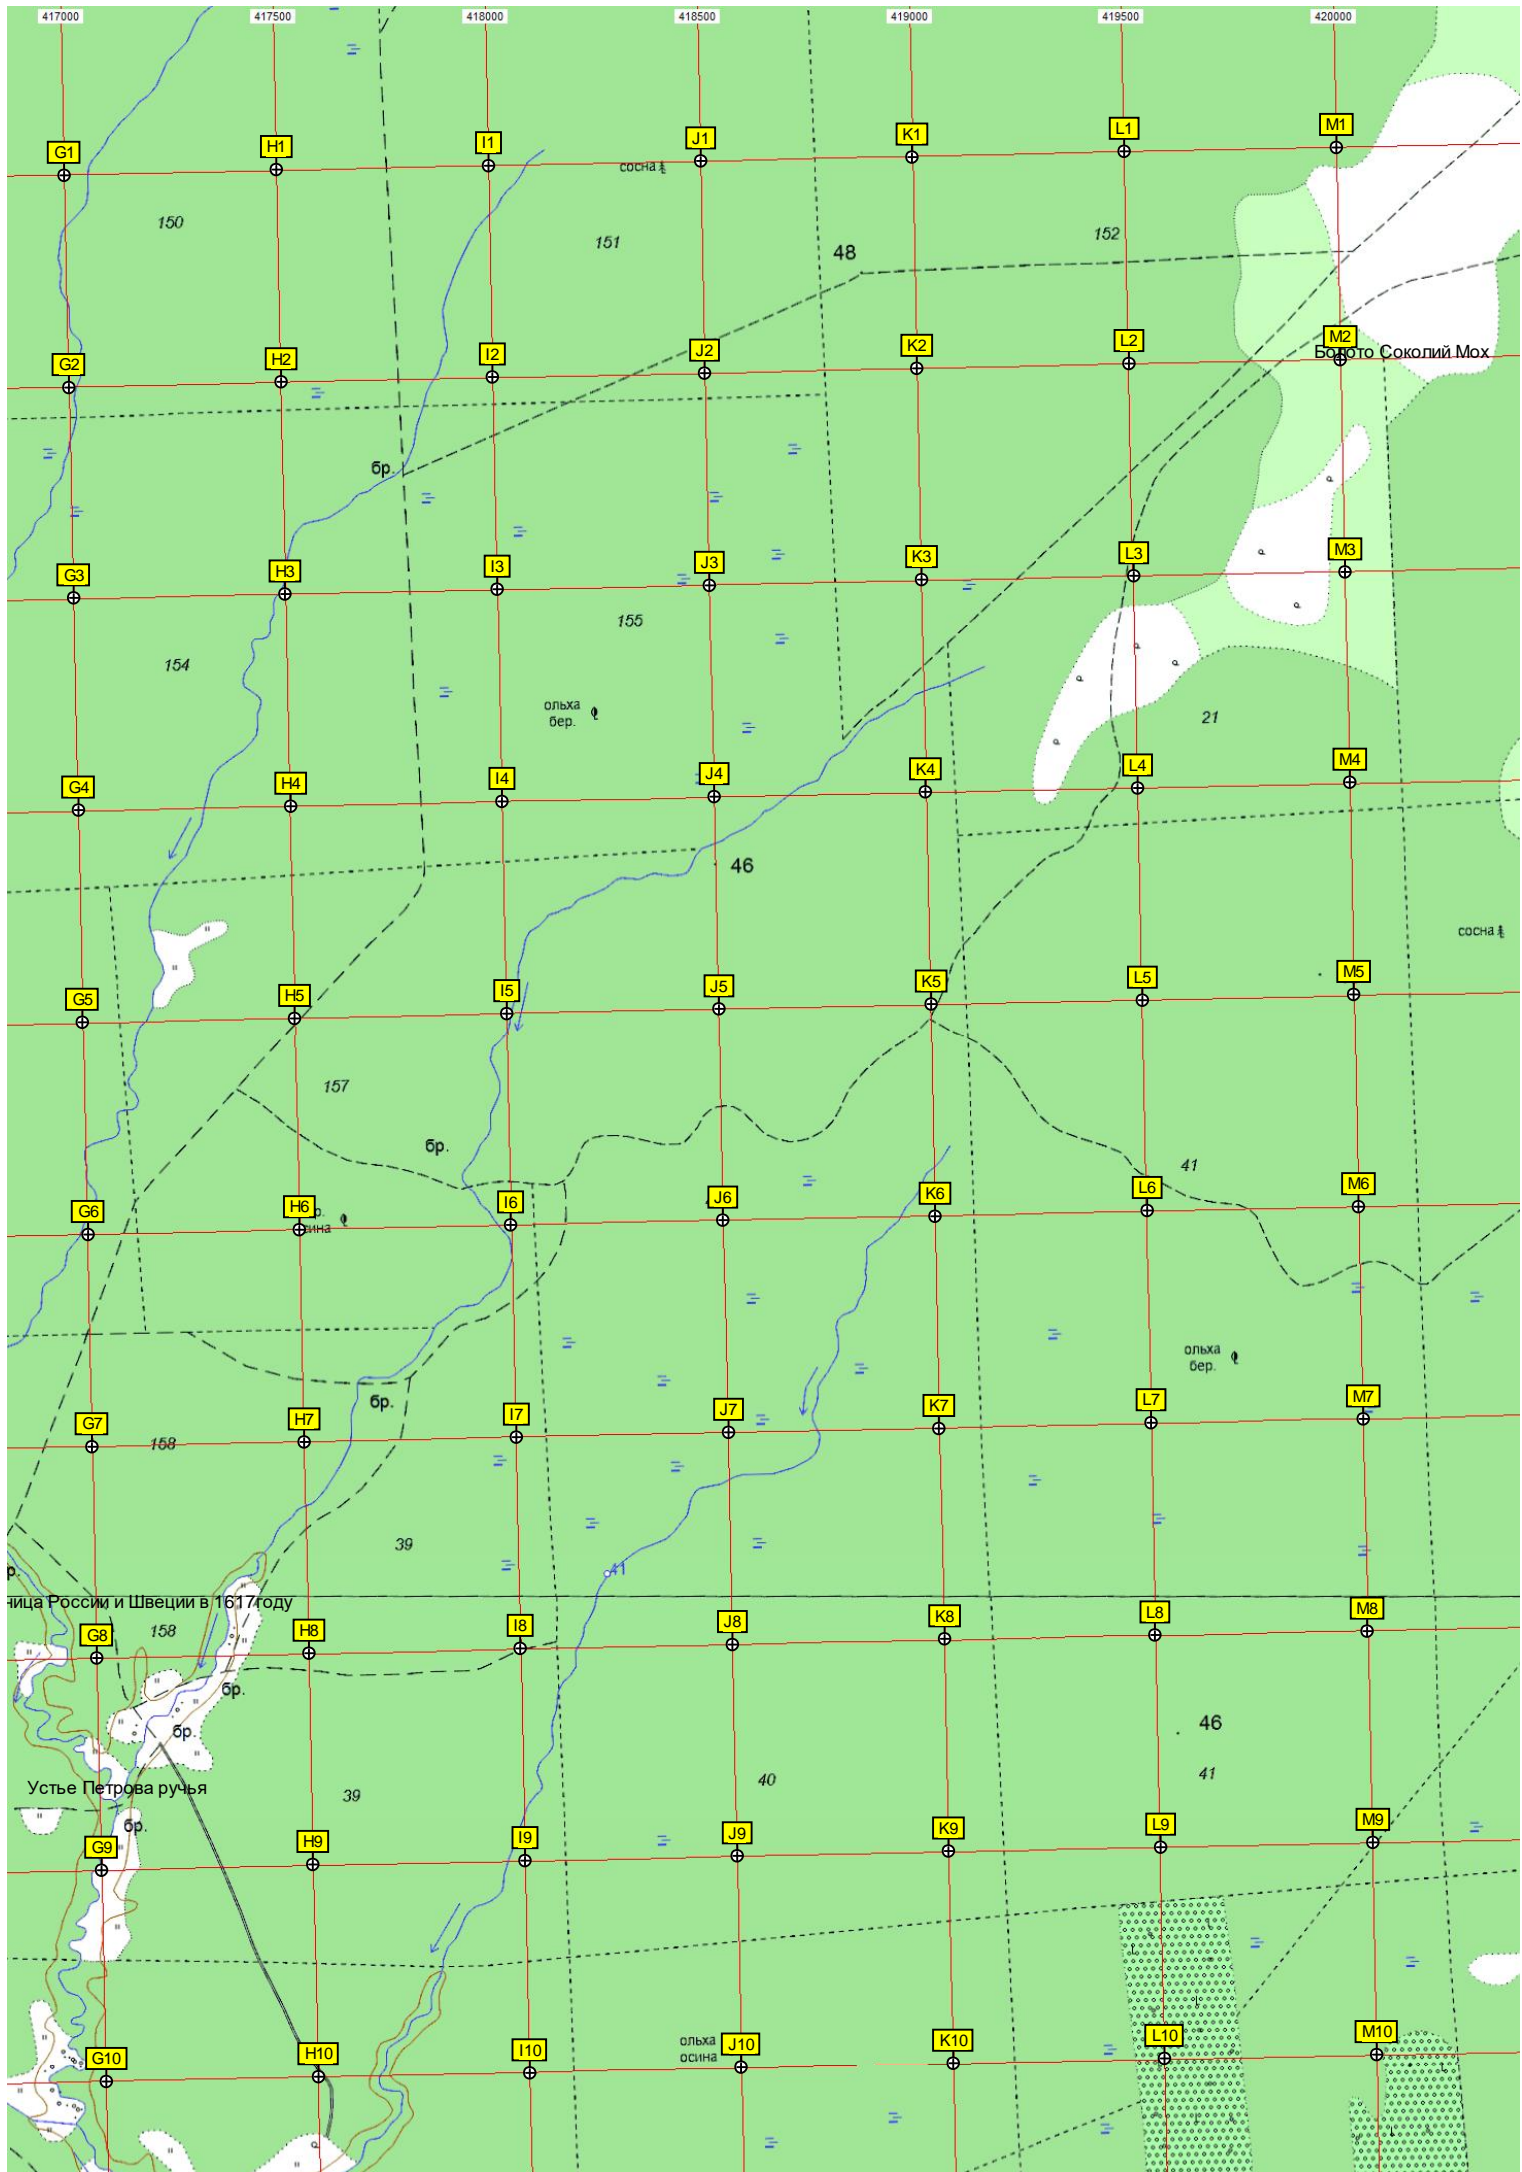 417000 417500 418000 418500 419000 419500 420000
G1 H1 I1 J1 K1 L1 M1
сосна
150 151 48 152
G2 H2 I2 J2 K2 L2 M2
Болото Соколий Мох
бр.
G3 H3 I3 J3 K3 L3 M3
154 155
ольха
бер.
21
G4 H4 I4 J4 K4 L4 M4
46
сосна
G5 H5 I5 J5 K5 L5 M5
157
бр.
41
G6 H6 I6 J6 K6 L6 M6
ольха
бер.
бр.
G7 H7 I7 J7 K7 L7 M7
158
39
41
р.
ница России и Швеции в 1617году
158
G8 H8 I8 J8 K8 L8 M8
бр.
бр.
46
Устье Петрова ручья
39 40 41
бр.
G9 H9 I9 J9 K9 L9 M9
ольха
осина
G10 H10 I10 J10 K10 L10 M10